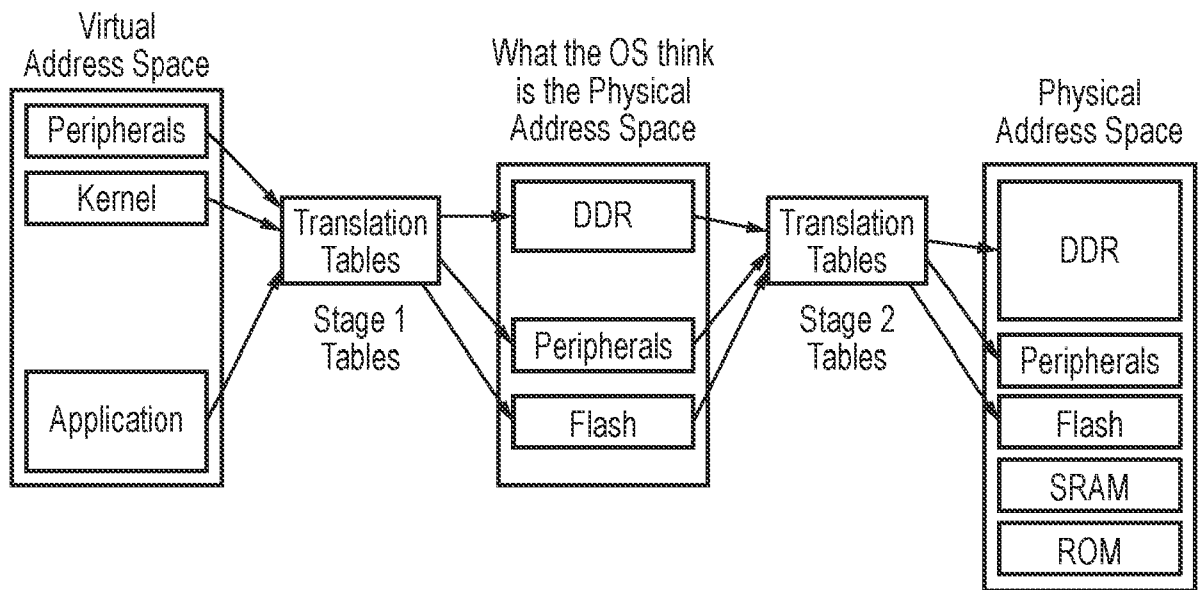 Virtual
Address Space
Peripherals
Kernel
Application
Translation
Tables
Stage 1
Tables
What the OS think
is the Physical
Address Space
DDR
Peripherals
Flash
Translation
Tables
Stage 2
Tables
Physical
Address Space
DDR
Peripherals
Flash
SRAM
ROM